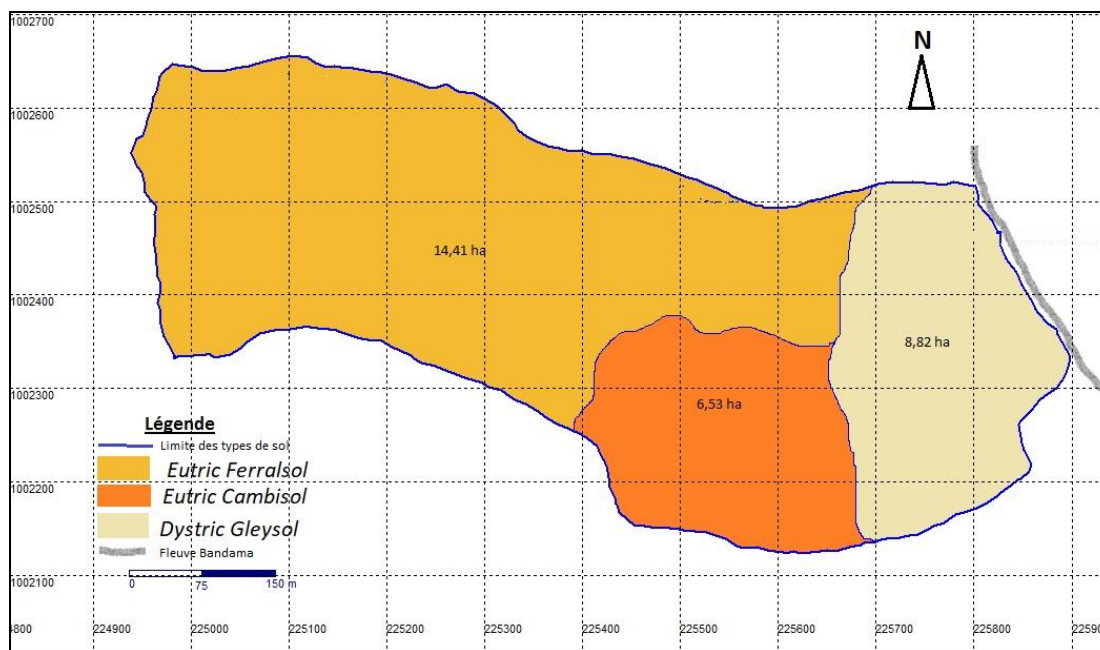 1002700
N
1002600
1002500
14,41 ha
1002400
8,82 ha
1002300
6,53 ha
Légende
Limite des types de sol
Eutric Ferralsol
1002200
Eutric Cambisol
Dystric Gleysol
Fleuve Bandama
1002100
0 75 150 m
4800 224900 225000 225100 225200 225300 225400 225500 225600 225700 225800 225900